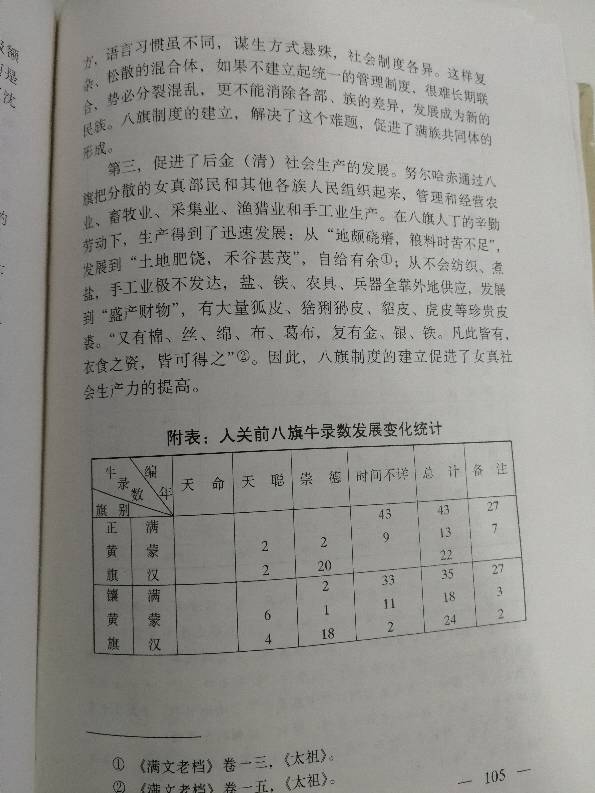 额
是
沈
的
方，语言习惯虽不同，谋生方式悬殊，社会制度各异。这样复
杂、松散的混合体，如果不建立起统一的管理制度，很难长期联
合，势必分裂混乱，更不能消除各部、族的差异，发展成为新的
民族。八旗制度的建立，解决了这个难题，促进了满族共同体的
形成。
第三，促进了后金（清）社会生产的发展。努尔哈赤通过八
旗把分散的女真部民和其他各族人民组织起来，管理和经营农
业、畜牧业、采集业、渔猎业和手工业生产。在八旗人丁的辛勤
劳动下，生产得到了迅速发展：从“地颇硗瘠，粮料时苦不足”，
发展到“土地肥饶，禾谷甚茂”，自给有余①；从不会纺织、煮
盐，手工业极不发达，盐、铁、农具、兵器全靠外地供应，发展
到“盛产财物”，有大量狐皮、猞猁狲皮、貂皮、虎皮等珍贵皮
裘。“又有棉、丝、绵、布、葛布，复有金、银、铁。凡此皆有，
衣食之资，皆可得之”②。因此，八旗制度的建立促进了女真社
会生产力的提高。
附表：入关前八旗牛录数发展变化统计
牛录数 编年 旗别 天命 天聪 崇德 时间不详 总计 备注
正 满 43 43 27
黄 蒙 2 2 9 13 7
旗 汉 2 20 22
镶 满 2 33 35 27
黄 蒙 6 1 11 18 3
旗 汉 4 18 2 24 2
① 《满文老档》卷一三，《太祖》。
② 《满文老档》卷一五，《太祖》。
— 105 —